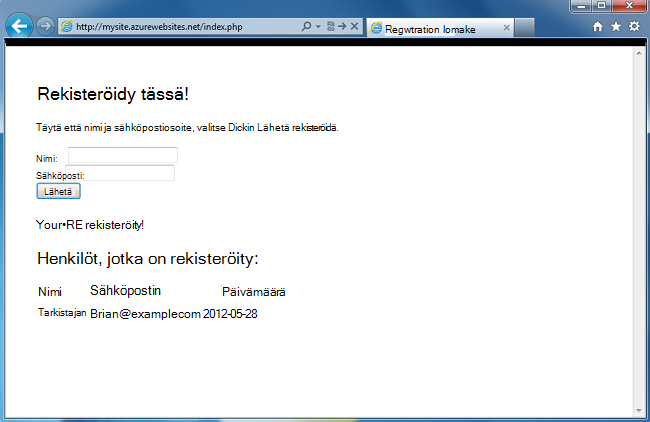 http://mysite.azurewebsites.net/index.php
Regwtration lomake
Rekisteröidy tässä!
Täytä että nimi ja sähköpostiosoite, valitse Dickin Lähetä rekisteröidä.
Nimi:
Sähköposti:
Lähetä
Your•RE rekisteröity!
Henkilöt, jotka on rekisteröity:
Nimi Sähköpostin Päivämäärä
Tarkistajan Brian@examplecom 2012-05-28